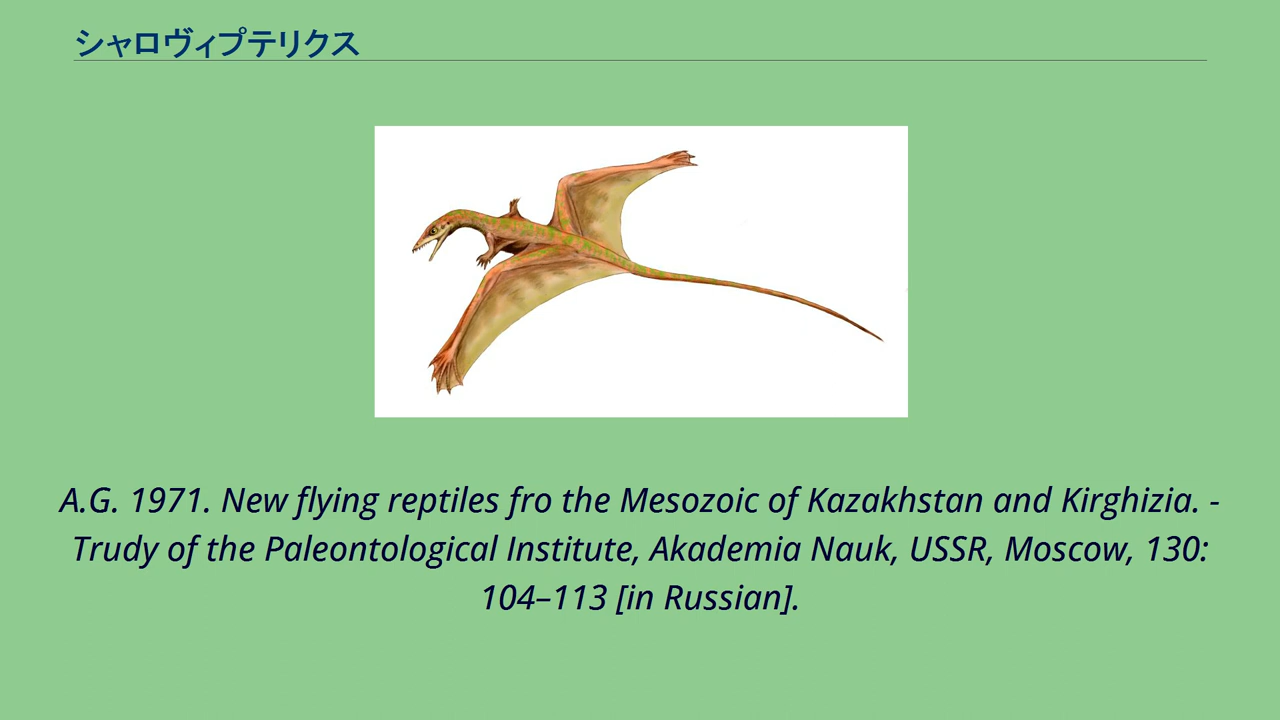 シャロヴィプテリクス
A.G. 1971. New flying reptiles fro the Mesozoic of Kazakhstan and Kirghizia. -
Trudy of the Paleontological Institute, Akademia Nauk, USSR, Moscow, 130:
104–113 [in Russian].